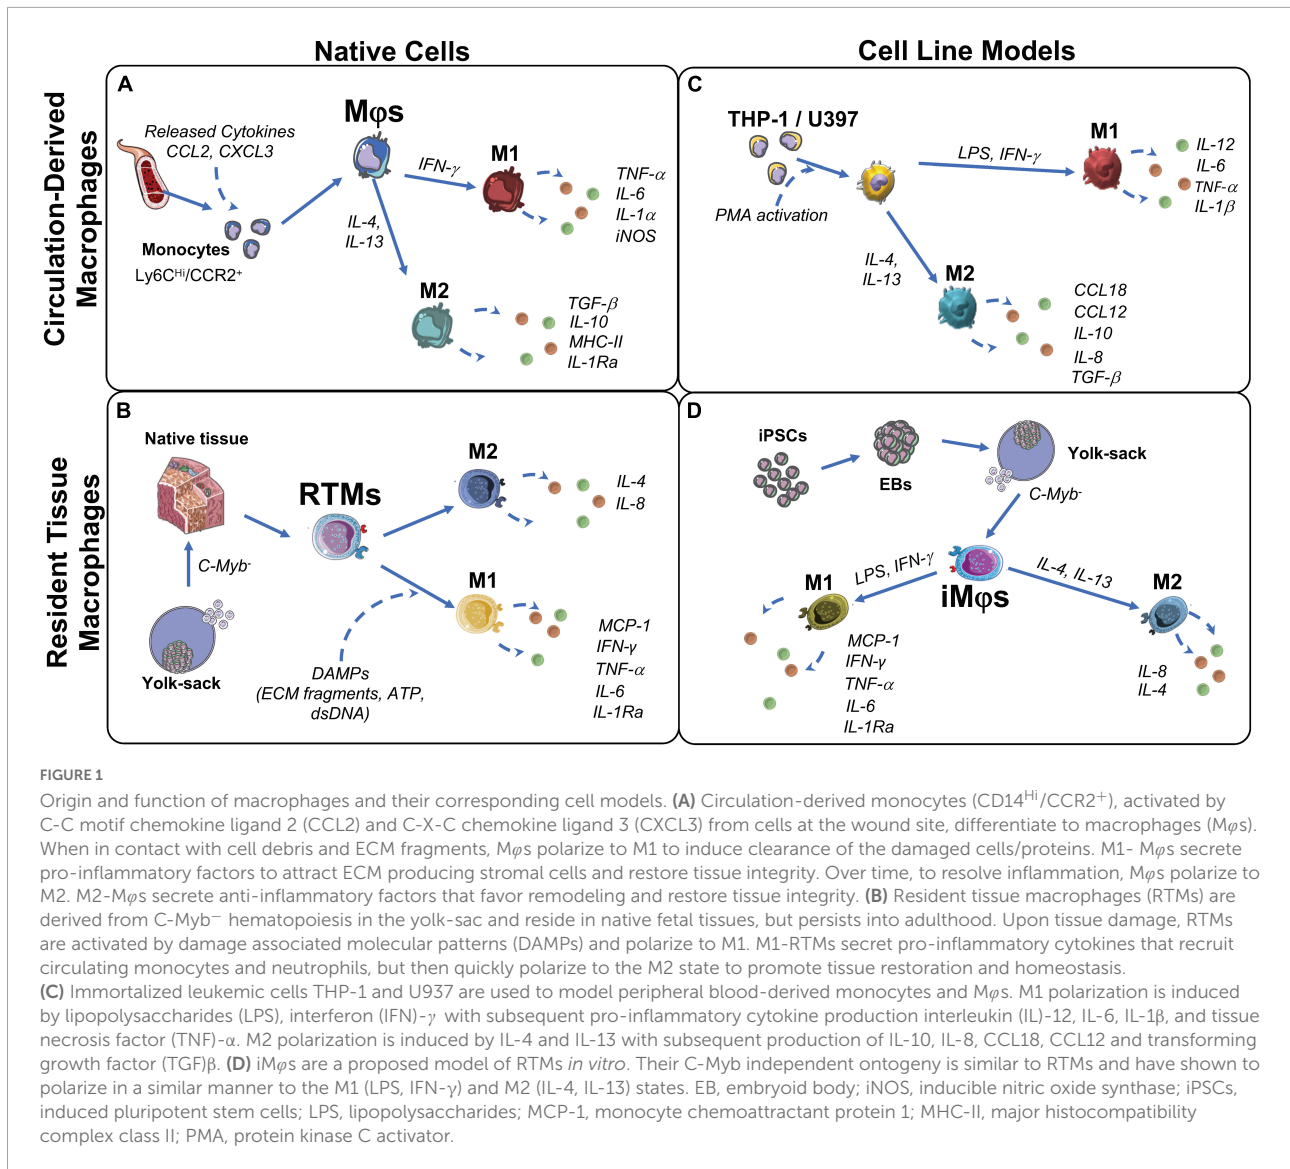 Native Cells
Cell Line Models
Circulation-Derived
Macrophages
Resident Tissue
Macrophages
A
Released Cytokines
CCL2, CXCL3
Mφs
Monocytes
Ly6C^Hi/CCR2⁺
IFN-γ
IL-4,
IL-13
M1
TNF-α
IL-6
IL-1α
iNOS
M2
TGF-β
IL-10
MHC-II
IL-1Ra
C
THP-1 / U397
PMA activation
LPS, IFN-γ
IL-4,
IL-13
M1
IL-12
IL-6
TNF-α
IL-1β
M2
CCL18
CCL12
IL-10
IL-8
TGF-β
B
Native tissue
C-Myb⁻
Yolk-sack
RTMs
M2
IL-4
IL-8
M1
DAMPs
(ECM fragments, ATP,
dsDNA)
MCP-1
IFN-γ
TNF-α
IL-6
IL-1Ra
D
iPSCs
EBs
Yolk-sack
C-Myb⁻
iMφs
LPS, IFN-γ
IL-4, IL-13
M1
MCP-1
IFN-γ
TNF-α
IL-6
IL-1Ra
M2
IL-8
IL-4
FIGURE 1
Origin and function of macrophages and their corresponding cell models. (A) Circulation-derived monocytes (CD14^Hi/CCR2⁺), activated by
C-C motif chemokine ligand 2 (CCL2) and C-X-C chemokine ligand 3 (CXCL3) from cells at the wound site, differentiate to macrophages (Mφs).
When in contact with cell debris and ECM fragments, Mφs polarize to M1 to induce clearance of the damaged cells/proteins. M1- Mφs secrete
pro-inflammatory factors to attract ECM producing stromal cells and restore tissue integrity. Over time, to resolve inflammation, Mφs polarize to
M2. M2-Mφs secrete anti-inflammatory factors that favor remodeling and restore tissue integrity. (B) Resident tissue macrophages (RTMs) are
derived from C-Myb⁻ hematopoiesis in the yolk-sac and reside in native fetal tissues, but persists into adulthood. Upon tissue damage, RTMs
are activated by damage associated molecular patterns (DAMPs) and polarize to M1. M1-RTMs secret pro-inflammatory cytokines that recruit
circulating monocytes and neutrophils, but then quickly polarize to the M2 state to promote tissue restoration and homeostasis.
(C) Immortalized leukemic cells THP-1 and U937 are used to model peripheral blood-derived monocytes and Mφs. M1 polarization is induced
by lipopolysaccharides (LPS), interferon (IFN)-γ with subsequent pro-inflammatory cytokine production interleukin (IL)-12, IL-6, IL-1β, and tissue
necrosis factor (TNF)-α. M2 polarization is induced by IL-4 and IL-13 with subsequent production of IL-10, IL-8, CCL18, CCL12 and transforming
growth factor (TGF)β. (D) iMφs are a proposed model of RTMs in vitro. Their C-Myb independent ontogeny is similar to RTMs and have shown to
polarize in a similar manner to the M1 (LPS, IFN-γ) and M2 (IL-4, IL-13) states. EB, embryoid body; iNOS, inducible nitric oxide synthase; iPSCs,
induced pluripotent stem cells; LPS, lipopolysaccharides; MCP-1, monocyte chemoattractant protein 1; MHC-II, major histocompatibility
complex class II; PMA, protein kinase C activator.